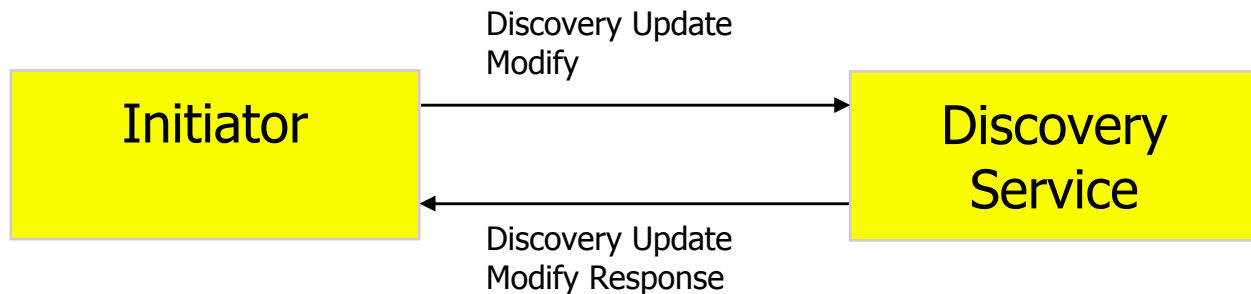 Discovery Update
Modify
Initiator
Discovery
Service
Discovery Update
Modify Response